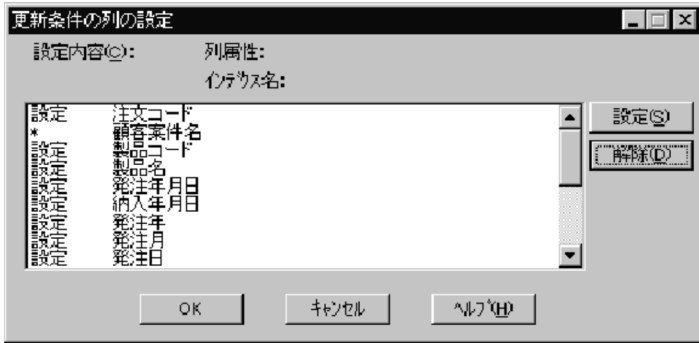 更新条件の列の設定
設定内容(C): 列属性:
インデクス名:
設定 注文コード
* 顧客案件名
設定 製品コード
設定 製品名
設定 発注年月日
設定 納入年月日
設定 発注年
設定 発注月
設定 発注日
設定(S)
解除(D)
OK キャンセル ヘルプ(H)